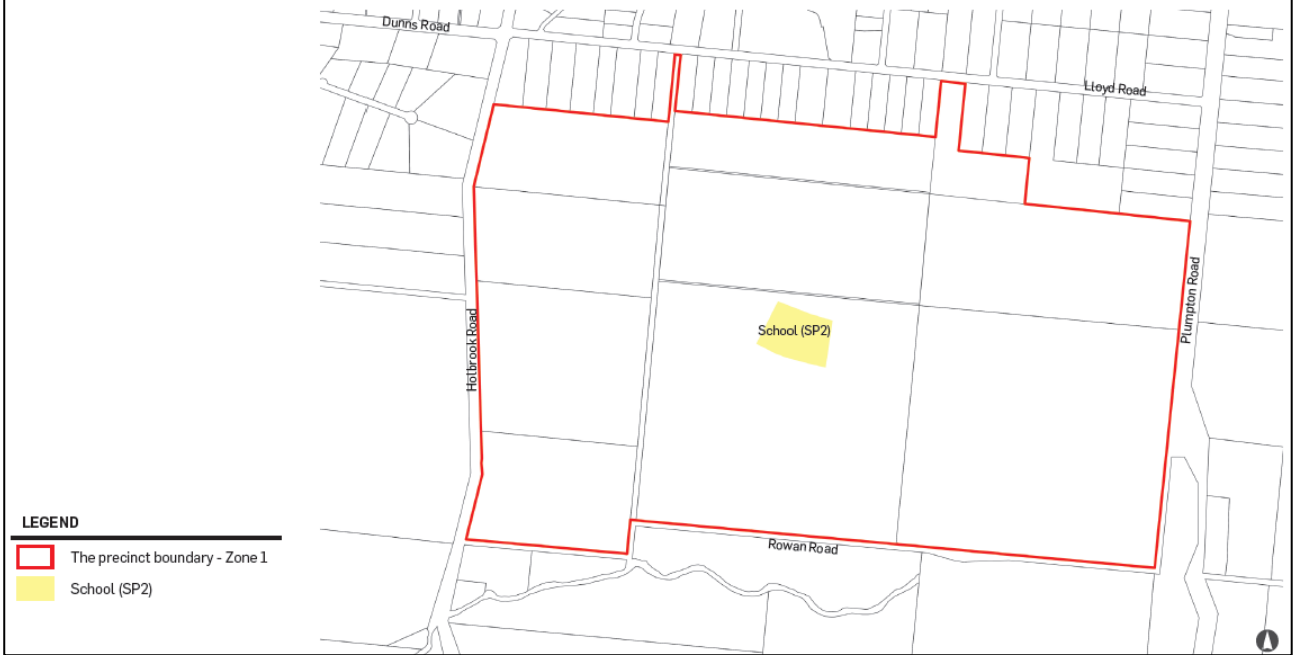 Dunns Road
Lloyd Road
Plumpton Road
School (SP2)
Holbrook Road
Rowan Road
LEGEND
The precinct boundary - Zone 1
School (SP2)